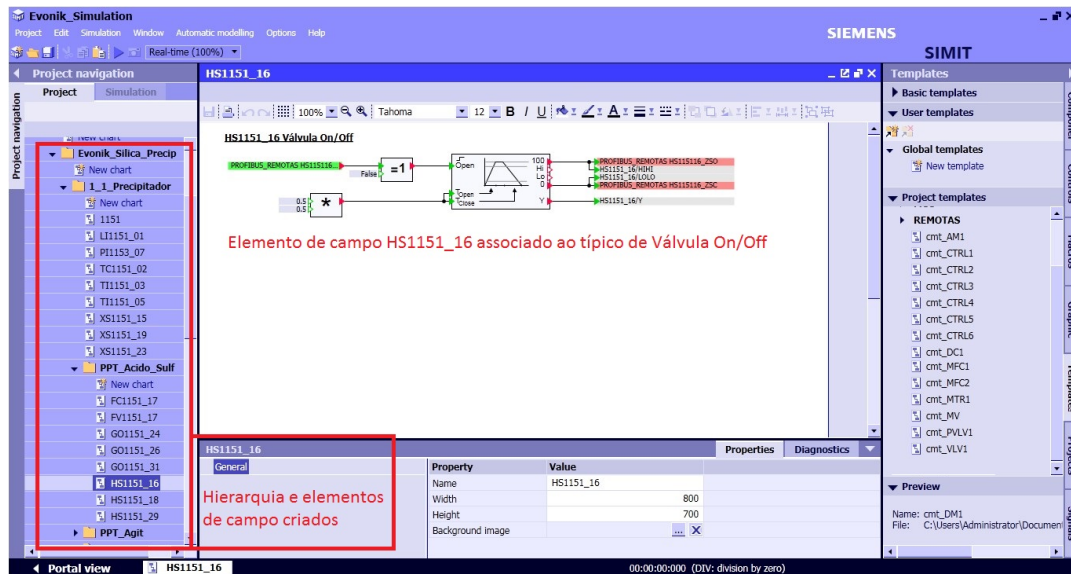 Evonik_Simulation
Project Edit Simulation Window Automatic modelling Options Help
SIEMENS
Real-time (100%)
SIMIT
Project navigation
HS1151_16
Templates
Project navigation
Project Simulation
Basic templates
100% Tahoma 12 B I U A
User templates
New chart
HS1151_16 Válvula On/Off
Global templates
Evonik_Silica_Precip
New template
New chart
PROFIBUS_REMOTAS HS115116...
False
=1
Open
100
Hi
Lo
0
PROFIBUS_REMOTAS HS115116_ZSO
HS1151_16/HIHI
HS1151_16/LOLO
PROFIBUS_REMOTAS HS115116_ZSC
1_1_Precipitador
Project templates
New chart
0.5
0.5
*
TOpen
TClose
Y
HS1151_16/Y
1151
REMOTAS
LI1151_01
cmt_AM1
PI1153_07
Elemento de campo HS1151_16 associado ao típico de Válvula On/Off
cmt_CTRL1
TC1151_02
cmt_CTRL2
TI1151_03
cmt_CTRL3
TI1151_05
cmt_CTRL4
XS1151_15
cmt_CTRL5
XS1151_19
cmt_CTRL6
XS1151_23
cmt_DC1
PPT_Acido_Sulf
cmt_MFC1
New chart
cmt_MFC2
FC1151_17
cmt_MTR1
FV1151_17
cmt_MV
GO1151_24
cmt_PVLV1
GO1151_26
cmt_VLV1
HS1151_16
Properties Diagnostics
GO1151_31
General
Property Value
HS1151_16
Name HS1151_16
Preview
HS1151_18
Hierarquia e elementos
de campo criados
Width 800
HS1151_29
Height 700
Name: cmt_DM1
PPT_Agit
Background image ... X
File: C:\Users\Administrator\Documen
Portal view
HS1151_16
00:00:00:000 (DIV: division by zero)